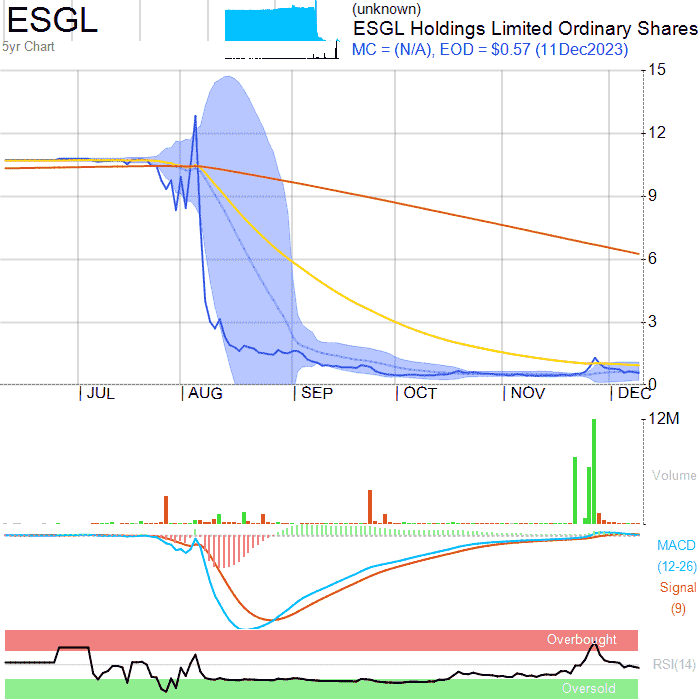 ESGL
5yr Chart
(unknown)
ESGL Holdings Limited Ordinary Shares
MC = (N/A), EOD = $0.57 (11Dec2023)
15
12
9
6
3
0
JUL
AUG
SEP
OCT
NOV
DEC
12M
Volume
MACD
(12-26)
Signal
(9)
Overbought
RSI(14)
Oversold